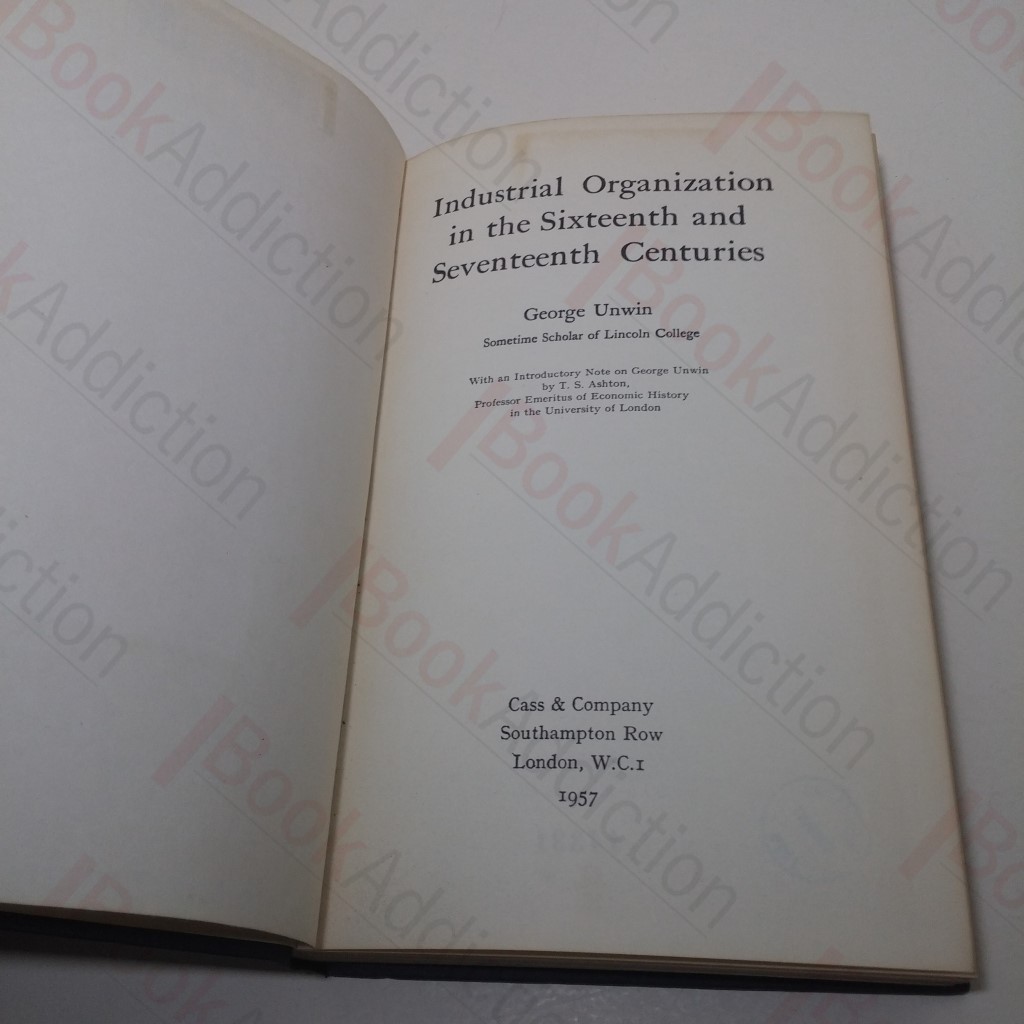 Industrial Organization
in the Sixteenth and
Seventeenth Centuries
George Unwin
Sometime Scholar of Lincoln College
With an Introductory Note on George Unwin
by T. S. Ashton,
Professor Emeritus of Economic History
in the University of London
Cass & Company
Southampton Row
London, W.C.1
1957
BookAddiction